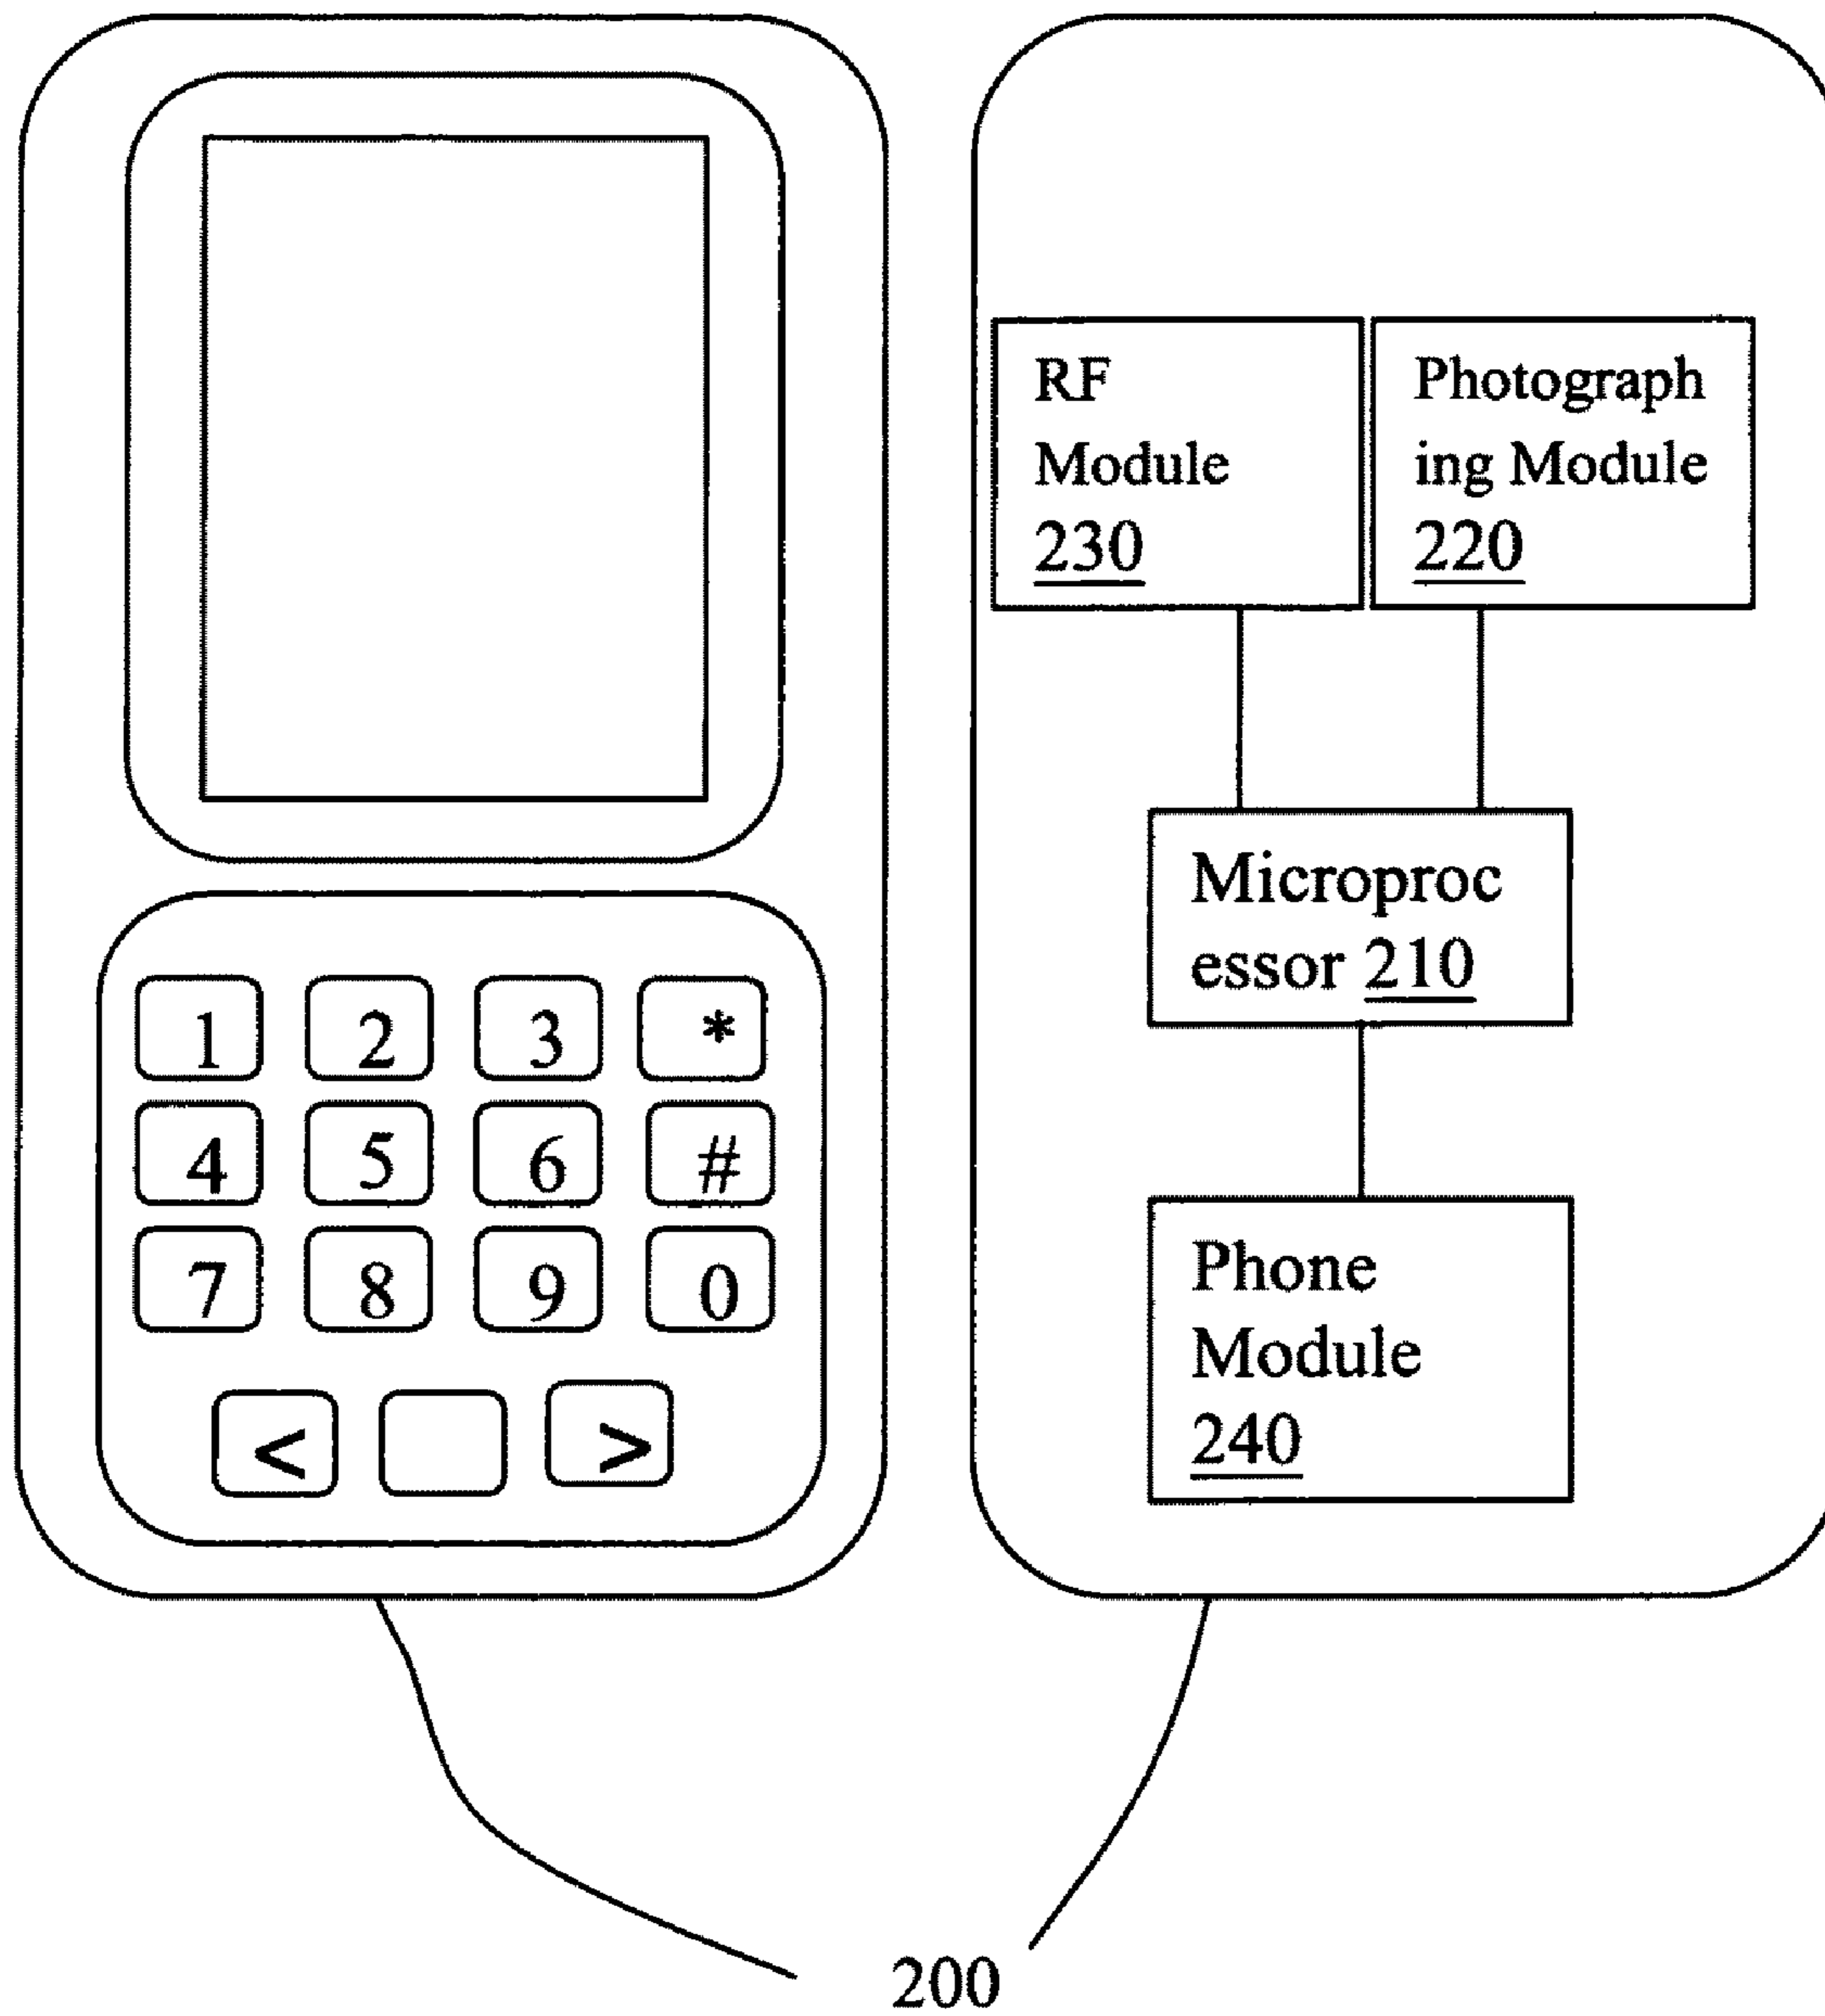 1 2 3 *
4 5 6 #
7 8 9 0
< >
RF
Module
230
Photograph
ing Module
220
Microproc
essor 210
Phone
Module
240
200